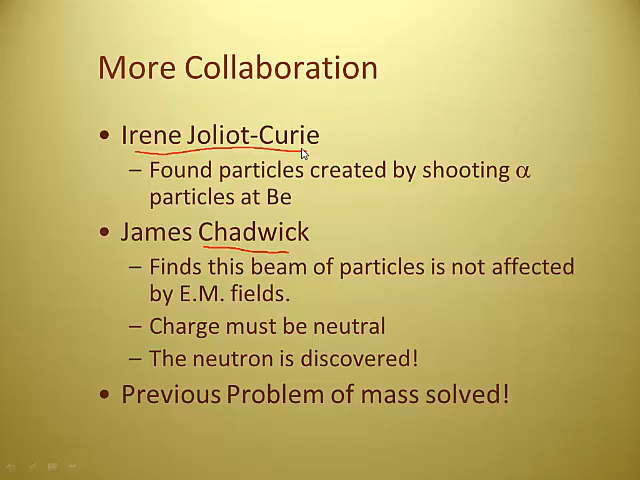 More Collaboration
• Irene Joliot-Curie
– Found particles created by shooting α
particles at Be
• James Chadwick
– Finds this beam of particles is not affected
by E.M. fields.
– Charge must be neutral
– The neutron is discovered!
• Previous Problem of mass solved!